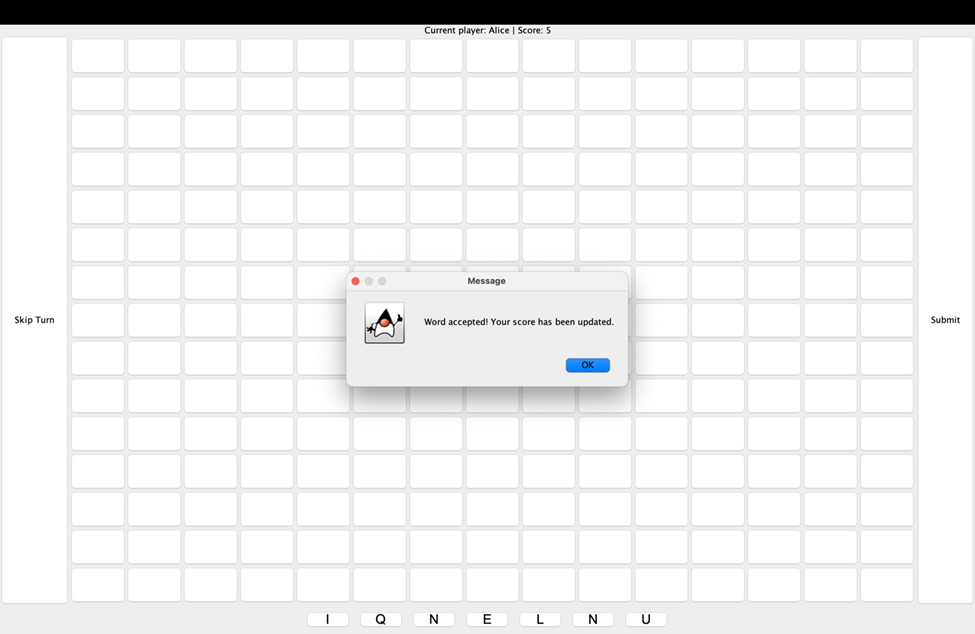 Current player: Alice | Score: 5
Message
Skip Turn
Word accepted! Your score has been updated.
Submit
OK
I Q N E L N U